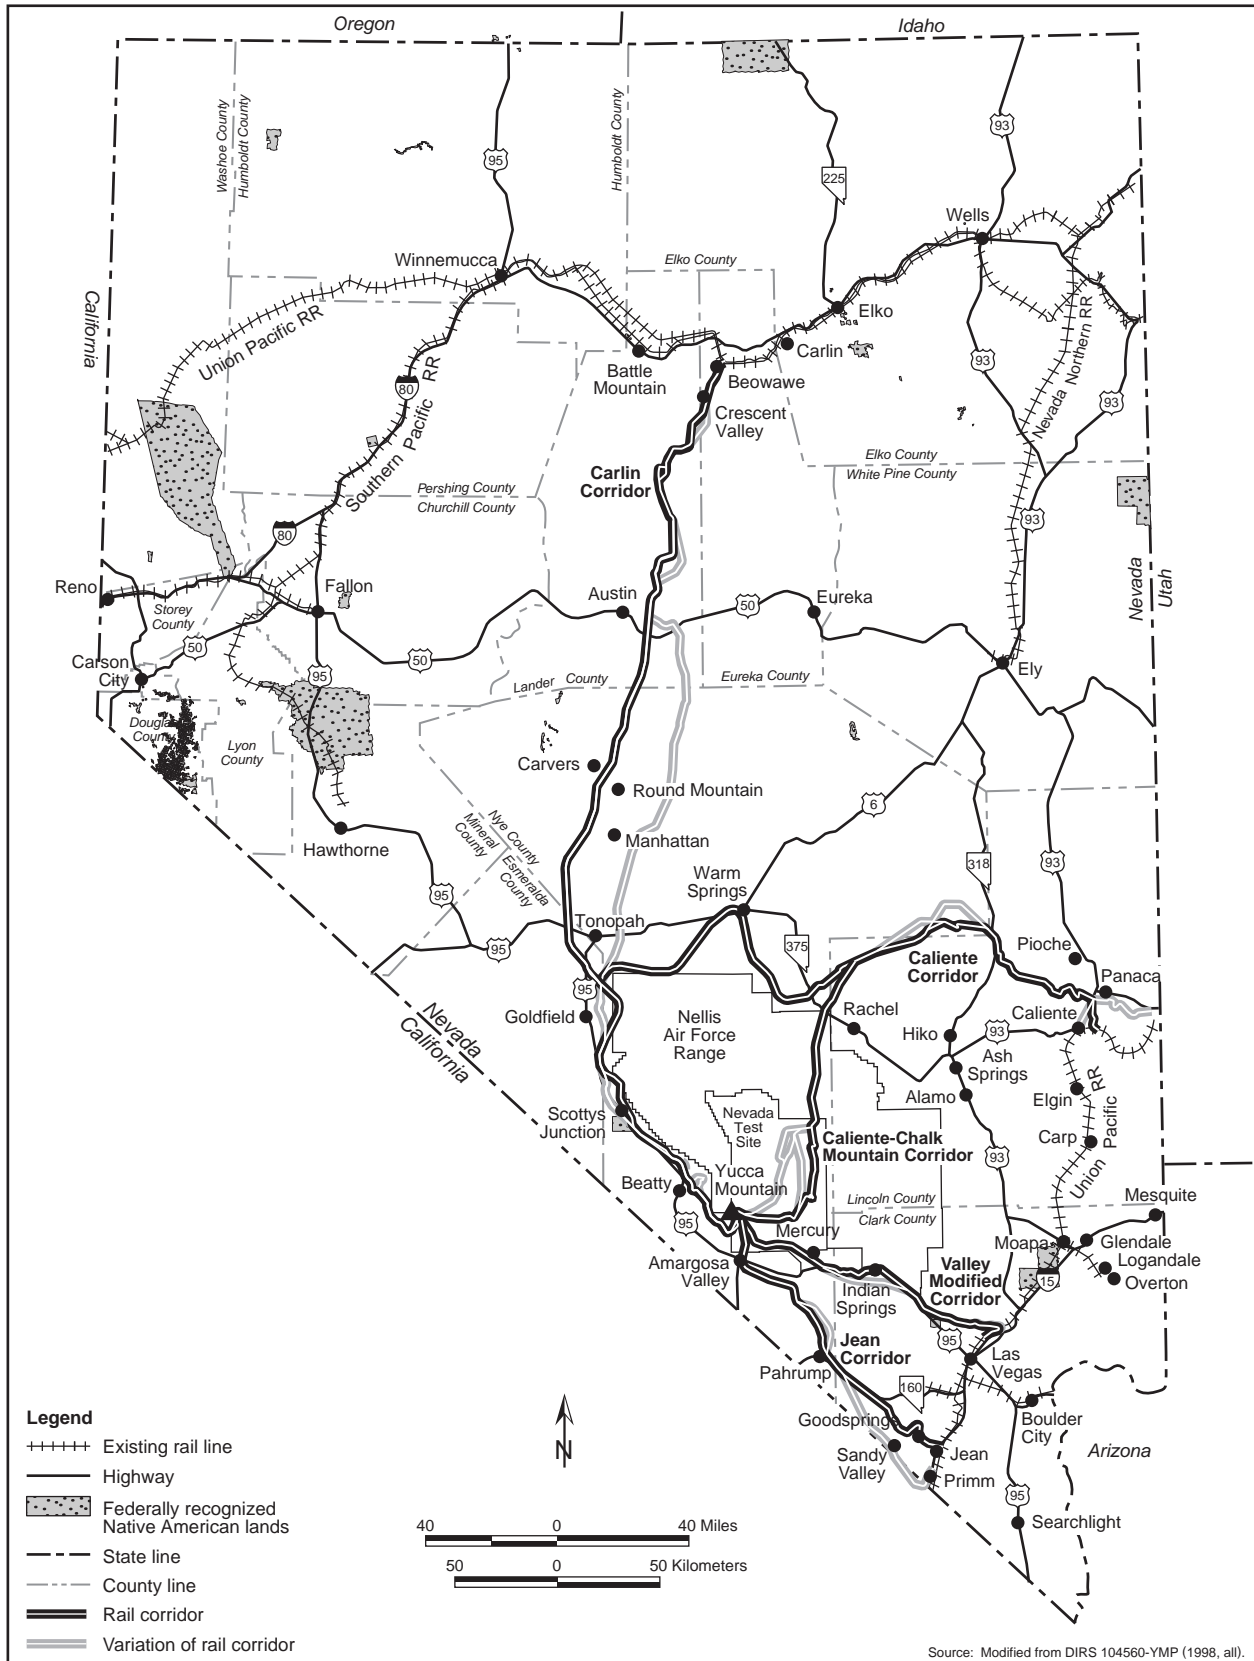 Oregon
Idaho
Washoe County
Humboldt County
Humboldt County
95
225
93
Wells
Winnemucca
Elko County
Elko
California
Union Pacific RR
80
Southern Pacific RR
Battle
Mountain
Carlin
Beowawe
Crescent
Valley
93
93
Nevada Northern RR
Carlin
Corridor
Elko County
White Pine County
Pershing County
Churchill County
80
93
Nevada
Utah
Reno
Storey
County
Fallon
Austin
50
Eureka
50
50
Carson
City
95
Ely
Lander County
Eureka County
Douglas
County
Lyon
County
Carvers
Round Mountain
6
Nye County
Mineral
County
Esmeralda
County
Manhattan
Hawthorne
95
Warm
Springs
318
93
Tonopah
95
375
Caliente
Corridor
Pioche
Panaca
95
Goldfield
Nellis
Air Force
Range
Rachel
Hiko
93
Caliente
Nevada
California
Ash
Springs
Alamo
Elgin
Scottys
Junction
Nevada
Test
Site
Caliente-Chalk
Mountain Corridor
93
Carp
Union Pacific RR
Beatty
Yucca
Mountain
Lincoln County
Clark County
Mesquite
95
Mercury
Moapa
Glendale
Logandale
Overton
Amargosa
Valley
Indian
Springs
Valley
Modified
Corridor
15
95
Jean
Corridor
Las
Vegas
Pahrump
160
Goodsprings
Boulder
City
Arizona
Sandy
Valley
Jean
Primm
95
Searchlight
Legend
Existing rail line
Highway
Federally recognized
Native American lands
State line
County line
Rail corridor
Variation of rail corridor
N
40 0 40 Miles
50 0 50 Kilometers
Source: Modified from DIRS 104560-YMP (1998, all).